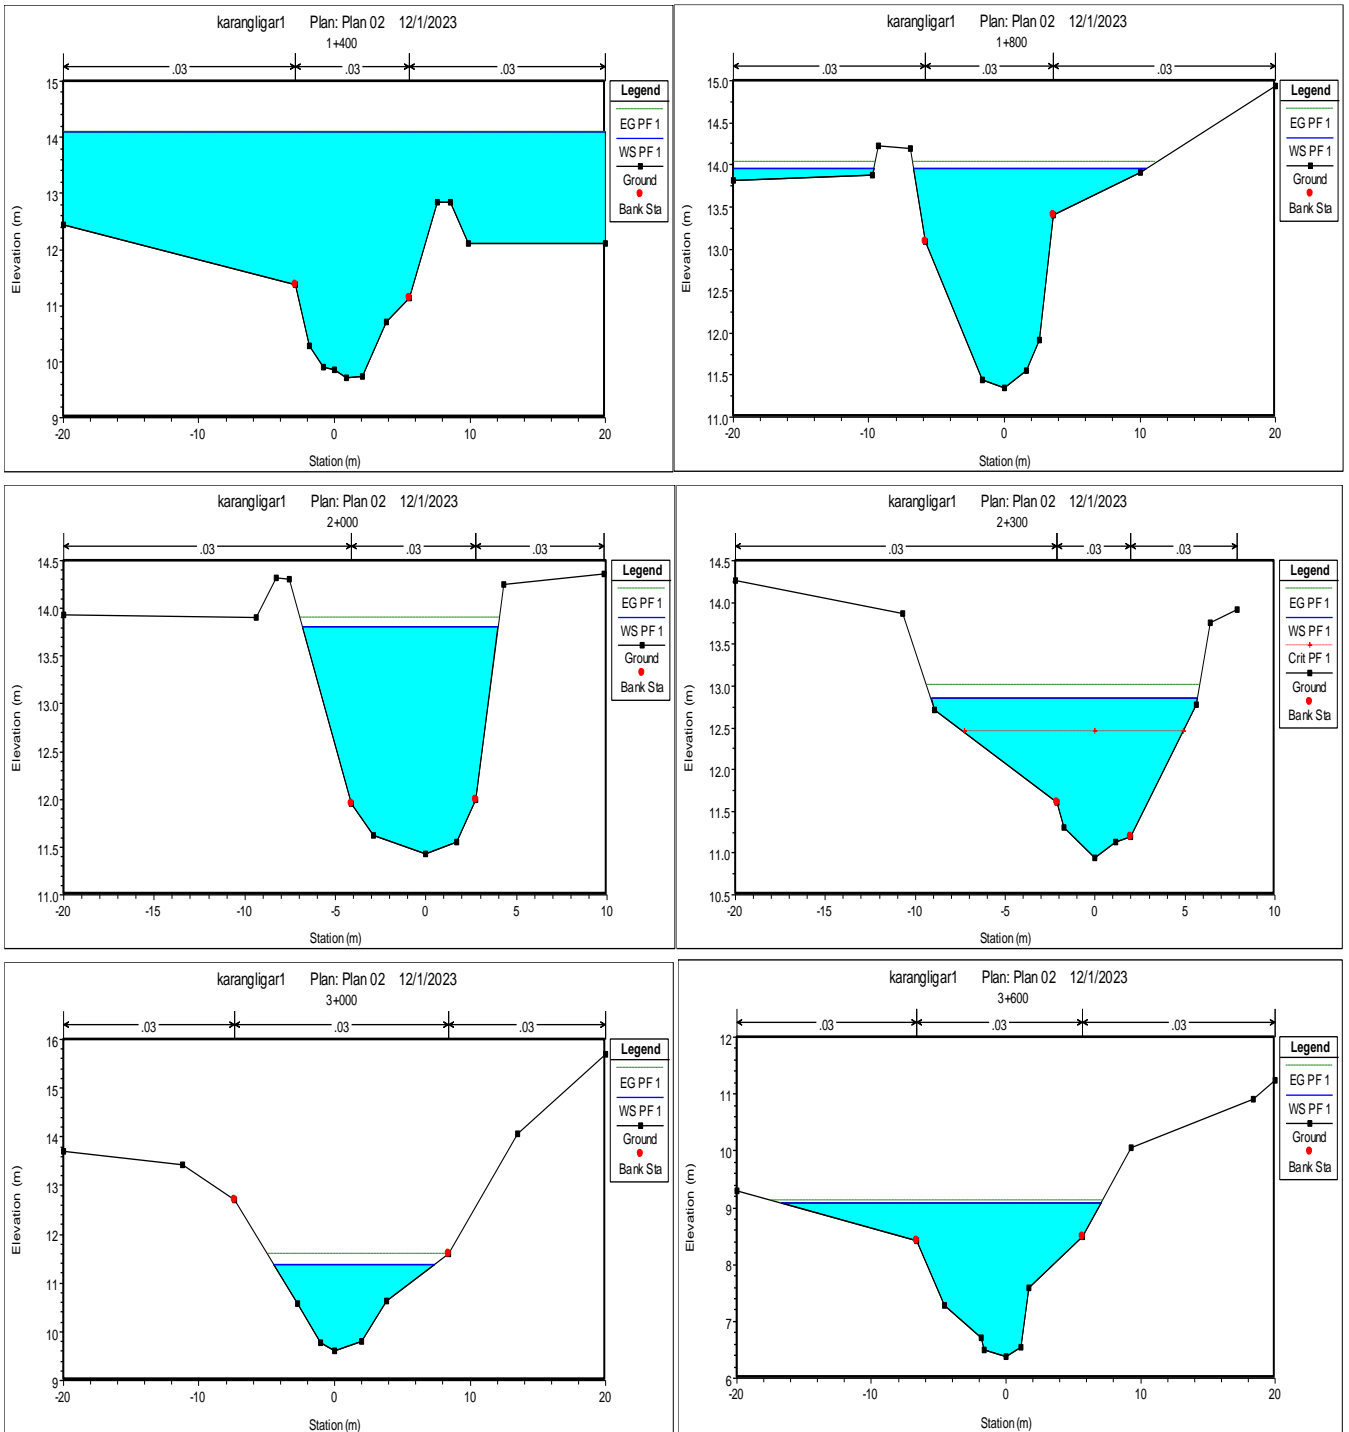 karangligar1 Plan: Plan 02 12/1/2023
1+400
.03 .03 .03
Legend
EG PF 1
WS PF 1
Ground
Bank Sta
Elevation (m)
15
14
13
12
11
10
9
-20 -10 0 10 20
Station (m)
karangligar1 Plan: Plan 02 12/1/2023
1+800
.03 .03 .03
Legend
EG PF 1
WS PF 1
Ground
Bank Sta
Elevation (m)
15.0
14.5
14.0
13.5
13.0
12.5
12.0
11.5
11.0
-20 -10 0 10 20
Station (m)
karangligar1 Plan: Plan 02 12/1/2023
2+000
.03 .03 .03
Legend
EG PF 1
WS PF 1
Ground
Bank Sta
Elevation (m)
14.5
14.0
13.5
13.0
12.5
12.0
11.5
11.0
-20 -15 -10 -5 0 5 10
Station (m)
karangligar1 Plan: Plan 02 12/1/2023
2+300
.03 .03 .03
Legend
EG PF 1
WS PF 1
Crit PF 1
Ground
Bank Sta
Elevation (m)
14.5
14.0
13.5
13.0
12.5
12.0
11.5
11.0
10.5
-20 -15 -10 -5 0 5 10
Station (m)
karangligar1 Plan: Plan 02 12/1/2023
3+000
.03 .03 .03
Legend
EG PF 1
WS PF 1
Ground
Bank Sta
Elevation (m)
16
15
14
13
12
11
10
9
-20 -10 0 10 20
Station (m)
karangligar1 Plan: Plan 02 12/1/2023
3+600
.03 .03 .03
Legend
EG PF 1
WS PF 1
Ground
Bank Sta
Elevation (m)
12
11
10
9
8
7
6
-20 -10 0 10 20
Station (m)